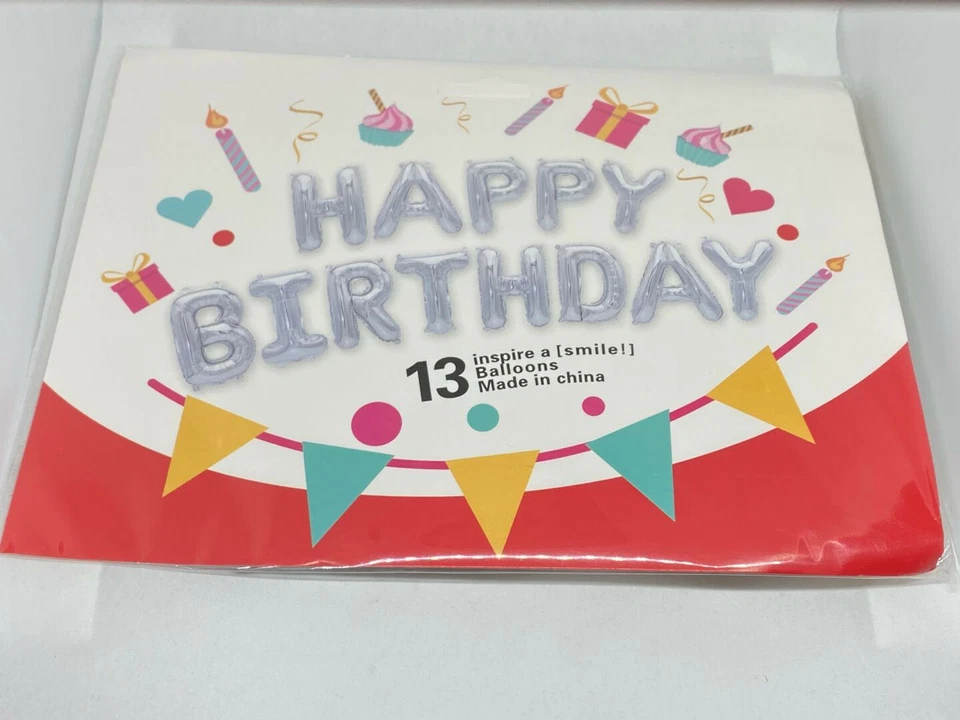 HAPPY
BIRTHDAY
13 inspire a [smile!]
Balloons
Made in china